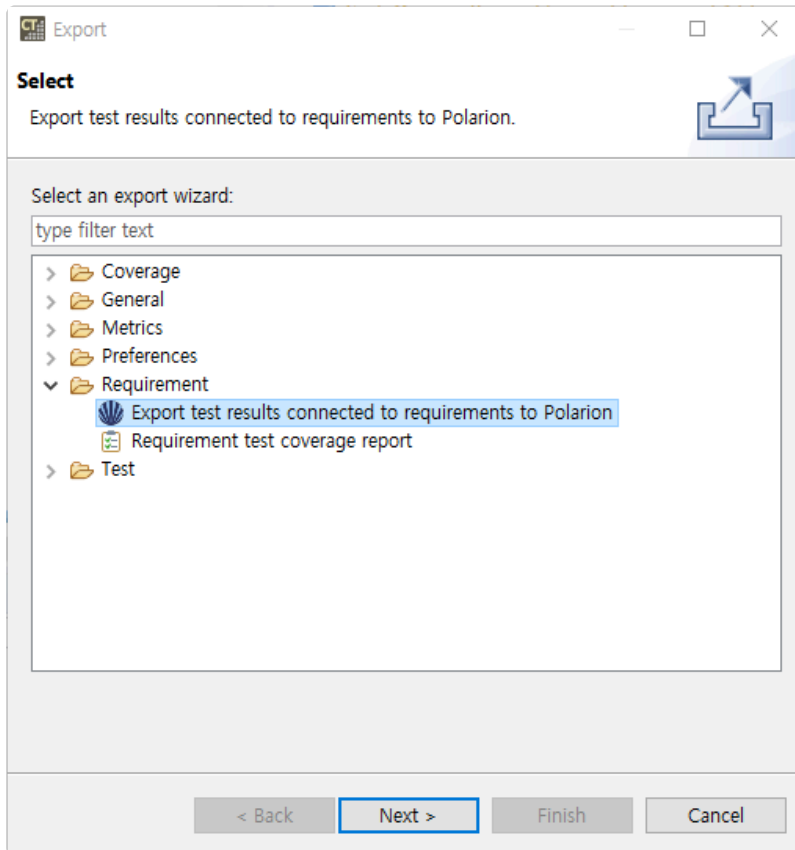 CT
Export
Select
Export test results connected to requirements to Polarion.
Select an export wizard:
type filter text
Coverage
General
Metrics
Preferences
Requirement
Export test results connected to requirements to Polarion
Requirement test coverage report
Test
< Back Next > Finish Cancel